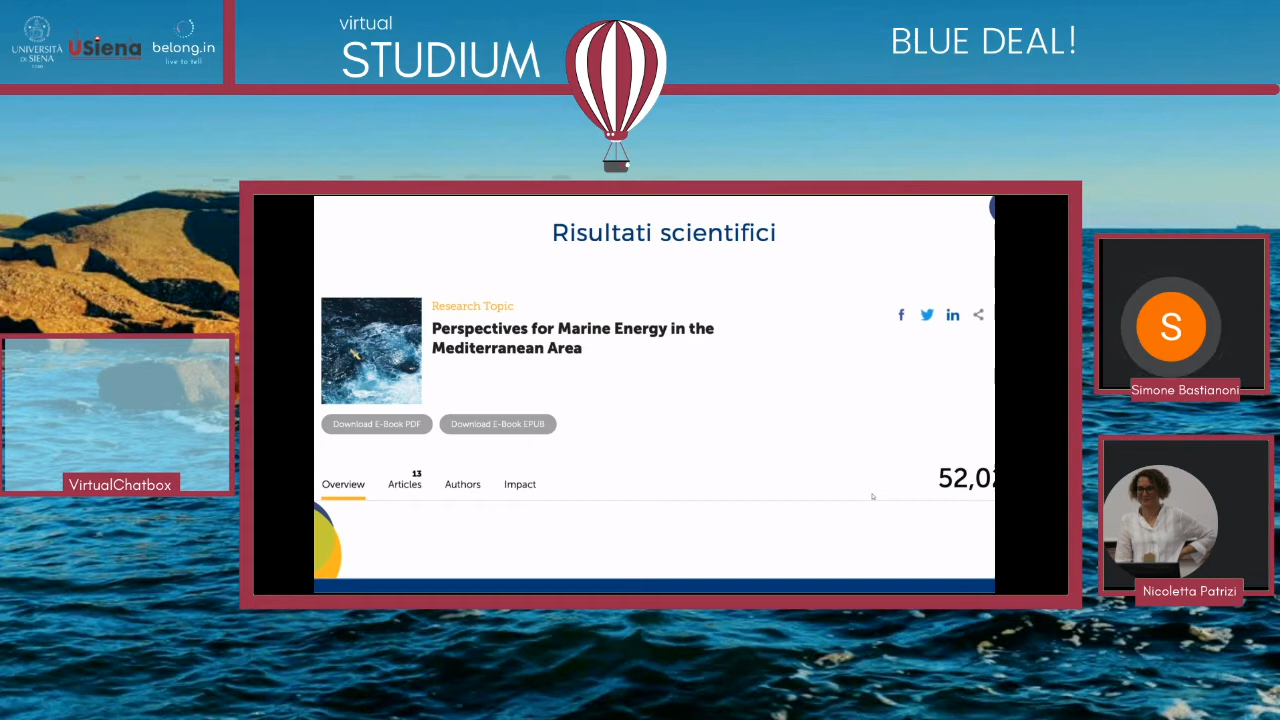 UNIVERSITÀ
DI SIENA
1240
USiena
belong.in
live to tell
virtual
STUDIUM
BLUE DEAL!
Risultati scientifici
Research Topic
Perspectives for Marine Energy in the
Mediterranean Area
Download E-Book PDF
Download E-Book EPUB
13
Overview
Articles
Authors
Impact
52,02
VirtualChatbox
S
Simone Bastianoni
Nicoletta Patrizi